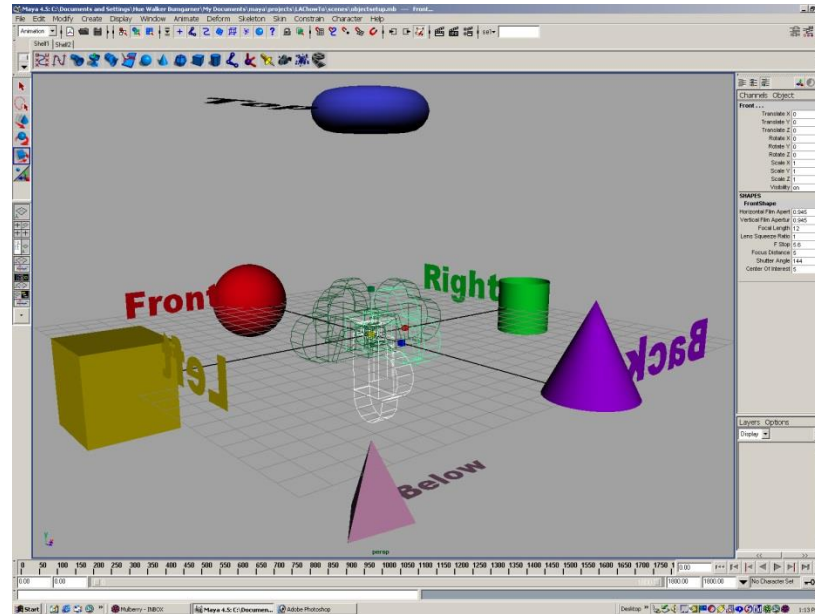 Maya 4.5: C:\Documents and Settings\Hue Walker Bumgarner\My Documents\maya\projects\LAChowTo\scenes\objectsetup.mb --- Front...
File Edit Modify Create Display Window Animate Deform Skeleton Skin Constrain Character Help
Animation
sel-
Shelf1 Shelf2
Channels Object
Front . . .
Translate X 0
Translate Y 0
Translate Z 0
Rotate X 0
Rotate Y 0
Rotate Z 0
Scale X 1
Scale Y 1
Scale Z 1
Visibility on
SHAPES
FrontShape
Horizontal Film Apert 0.945
Vertical Film Apertur 0.945
Focal Length 12
Lens Squeeze Ratio 1
F Stop 5.6
Focus Distance 5
Shutter Angle 144
Center Of Interest 5
Front
Right
Left
Back
Below
persp
Layers Options
Display
0 50 100 150 200 250 300 350 400 450 500 550 600 650 700 750 800 850 900 950 1000 1050 1100 1150 1200 1250 1300 1350 1400 1450 1500 1550 1600 1650 1700 1750 0.00
0.00 0.00 1800.00 1800.00 No Character Set
Start Mulberry - INBOX Maya 4.5: C:\Documen... Adobe Photoshop Desktop